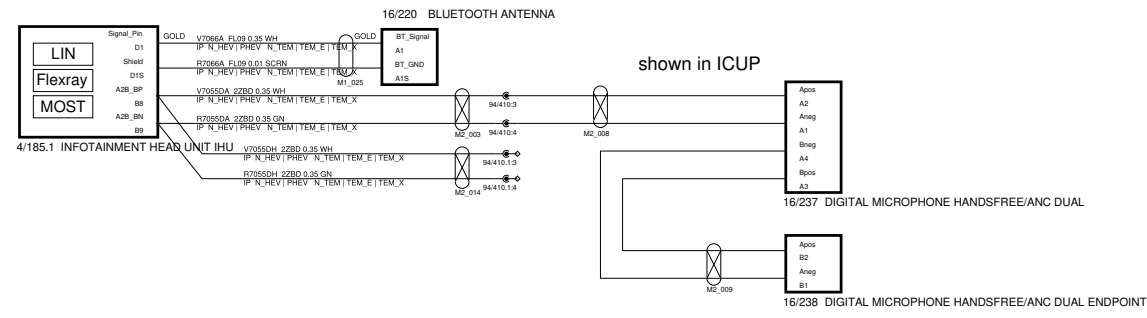 16/220 BLUETOOTH ANTENNA
Signal_Pin
D1
Shield
D1S
A2B_BP
B8
A2B_BN
B9
LIN
Flexray
MOST
4/185.1 INFOTAINMENT HEAD UNIT IHU
GOLD V7066A FL09 0.35 WH GOLD
IP N_HEV | PHEV N_TEM | TEM_E | TEM_X
R7066A FL09 0.01 SCRN
IP N_HEV | PHEV N_TEM | TEM_E | TEM_X
M1_025
BT_Signal
A1
BT_GND
A1S
V7055DA 2ZBD 0.35 WH
IP N_HEV | PHEV N_TEM | TEM_E | TEM_X
R7055DA 2ZBD 0.35 GN
IP N_HEV | PHEV N_TEM | TEM_E | TEM_X
M2_003
94/410:3
94/410:4
M2_008
V7055DH 2ZBD 0.35 WH
IP N_HEV | PHEV N_TEM | TEM_E | TEM_X
R7055DH 2ZBD 0.35 GN
IP N_HEV | PHEV N_TEM | TEM_E | TEM_X
M2_014
94/410.1:3
94/410.1:4
shown in ICUP
Apos
A2
Aneg
A1
Bneg
A4
Bpos
A3
16/237 DIGITAL MICROPHONE HANDSFREE/ANC DUAL
M2_009
Apos
B2
Aneg
B1
16/238 DIGITAL MICROPHONE HANDSFREE/ANC DUAL ENDPOINT